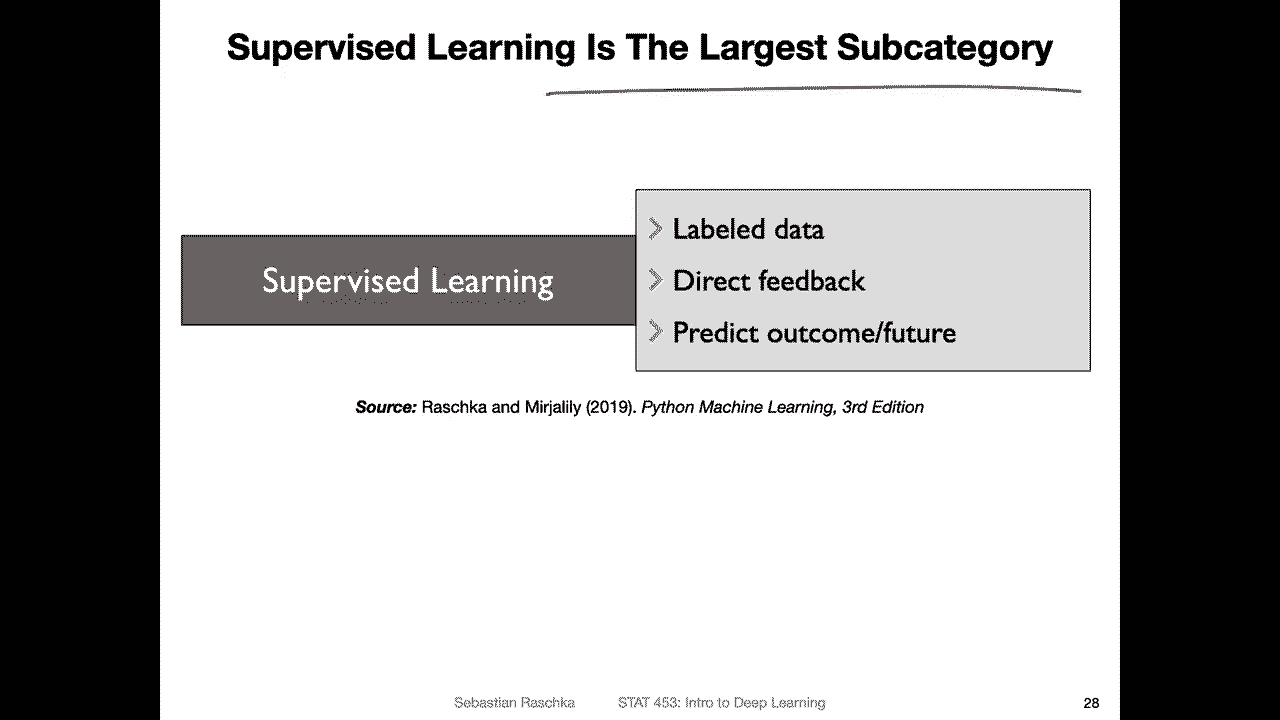 Supervised Learning Is The Largest Subcategory
Supervised Learning
Labeled data
Direct feedback
Predict outcome/future
Source: Raschka and Mirjalily (2019). Python Machine Learning, 3rd Edition
Sebastian Raschka STAT 453: Intro to Deep Learning 28